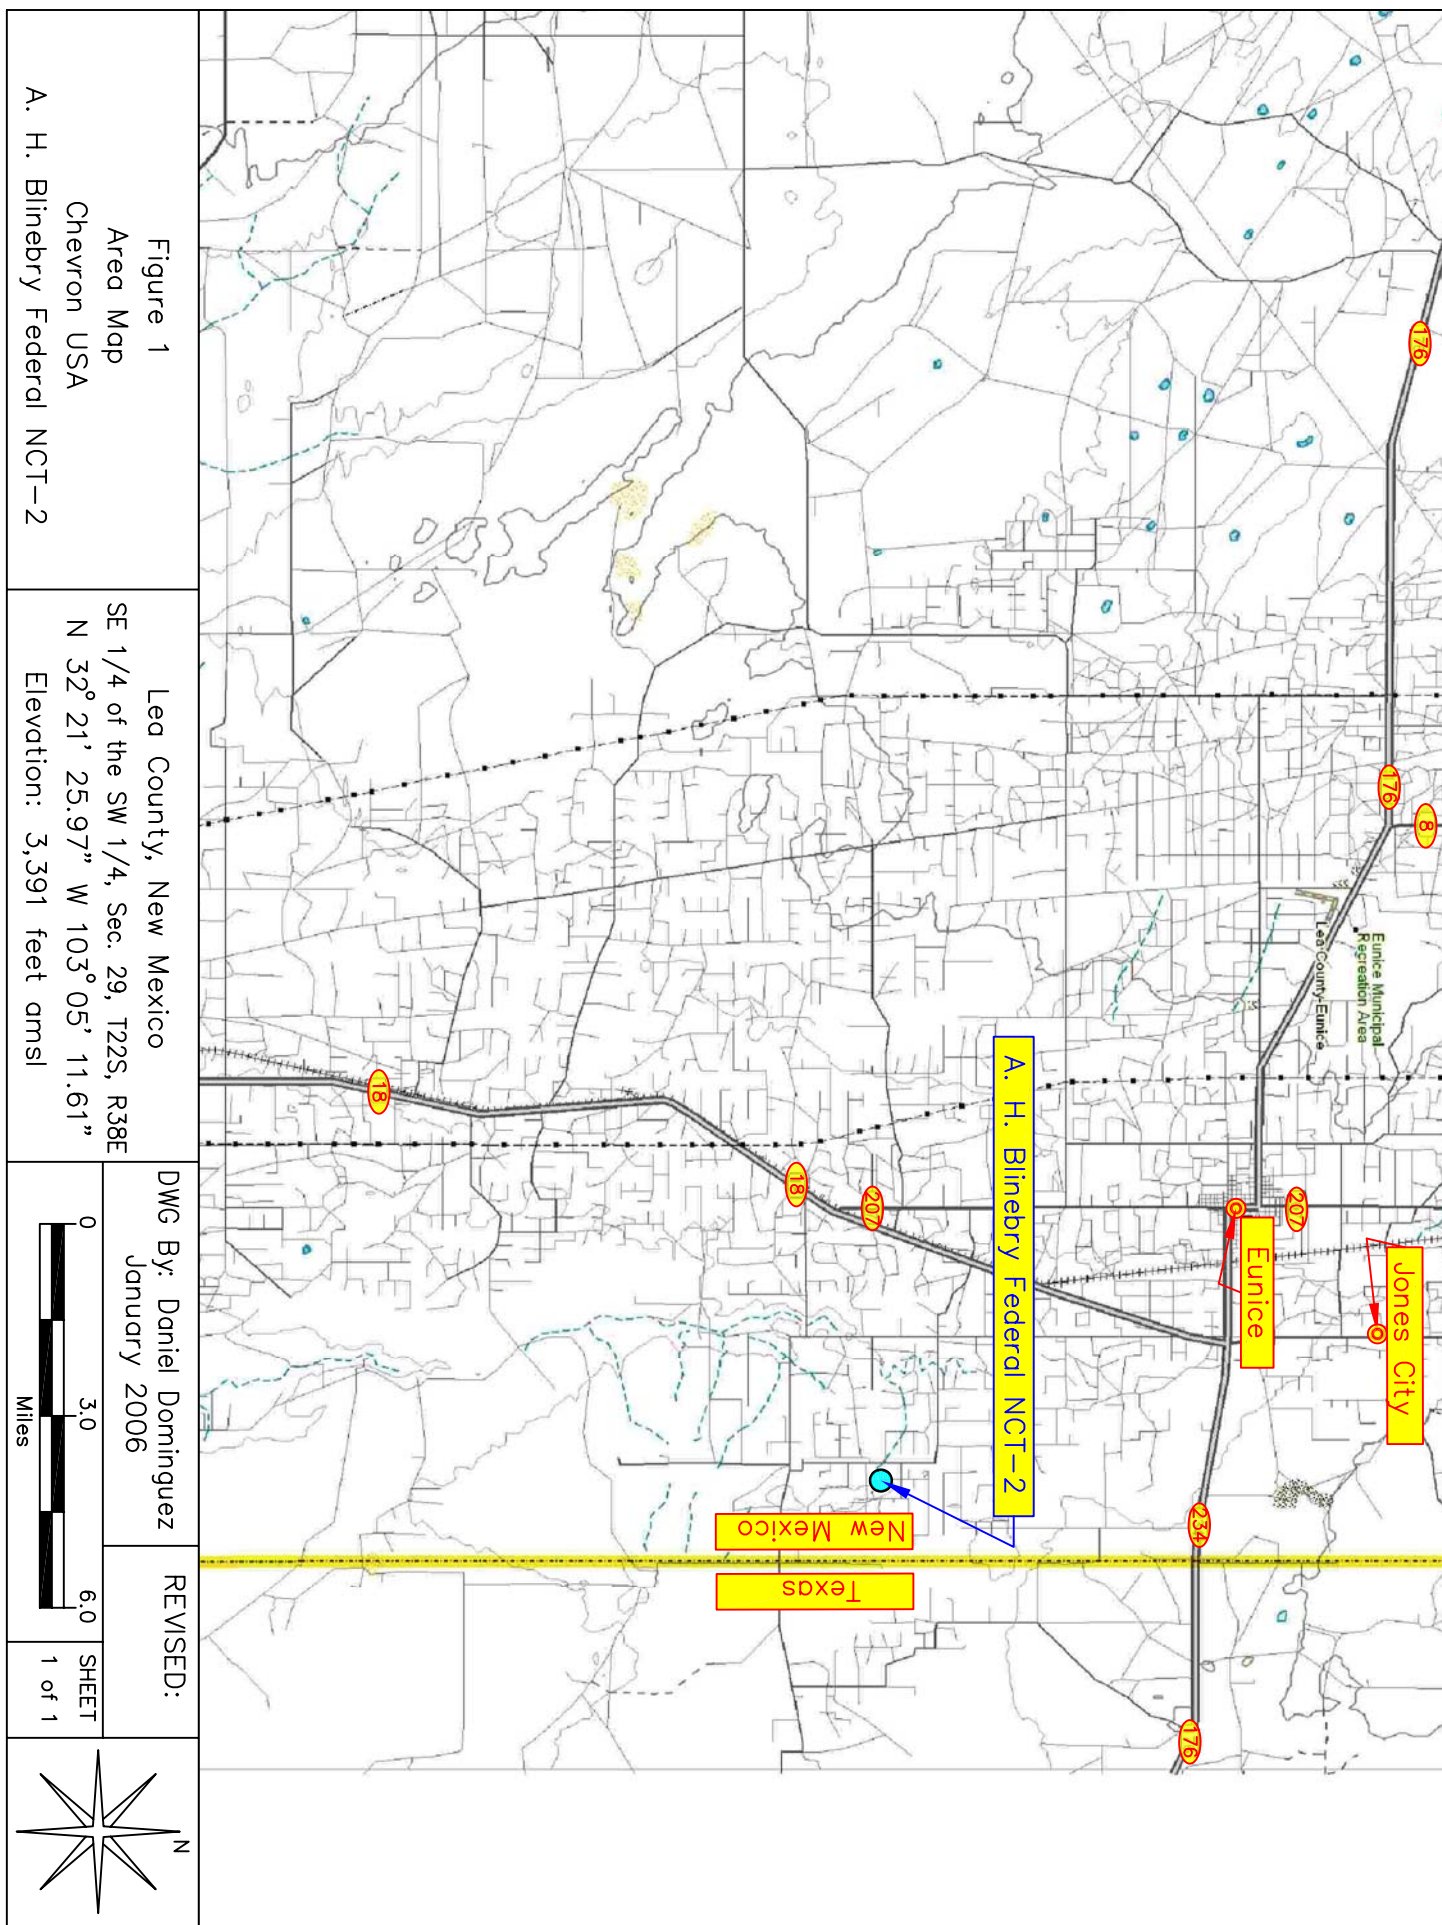 176
176
8
Eunice Municipal
Recreation Area
Lea County-Eunice
207
Jones City
Eunice
A. H. Blinebry Federal NCT-2
234
176
207
18
18
New Mexico
Texas
Figure 1
Area Map
Chevron USA
A. H. Blinebry Federal NCT-2
Lea County, New Mexico
SE 1/4 of the SW 1/4, Sec. 29, T22S, R38E
N 32° 21' 25.97" W 103° 05' 11.61"
Elevation: 3,391 feet amsl
DWG By: Daniel Dominguez
January 2006
REVISED:
0 3.0 6.0
Miles
SHEET
1 of 1
N